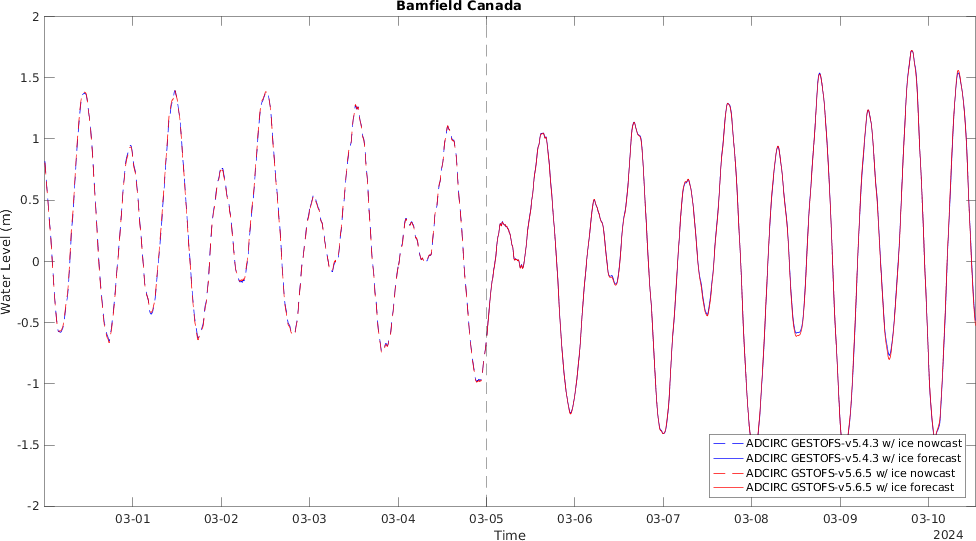 Bamfield Canada
2
1.5
1
0.5
0
-0.5
-1
-1.5
-2
Water Level (m)
ADCIRC GESTOFS-v5.4.3 w/ ice nowcast
ADCIRC GESTOFS-v5.4.3 w/ ice forecast
ADCIRC GSTOFS-v5.6.5 w/ ice nowcast
ADCIRC GSTOFS-v5.6.5 w/ ice forecast
03-01 03-02 03-03 03-04 03-05 03-06 03-07 03-08 03-09 03-10
Time
2024